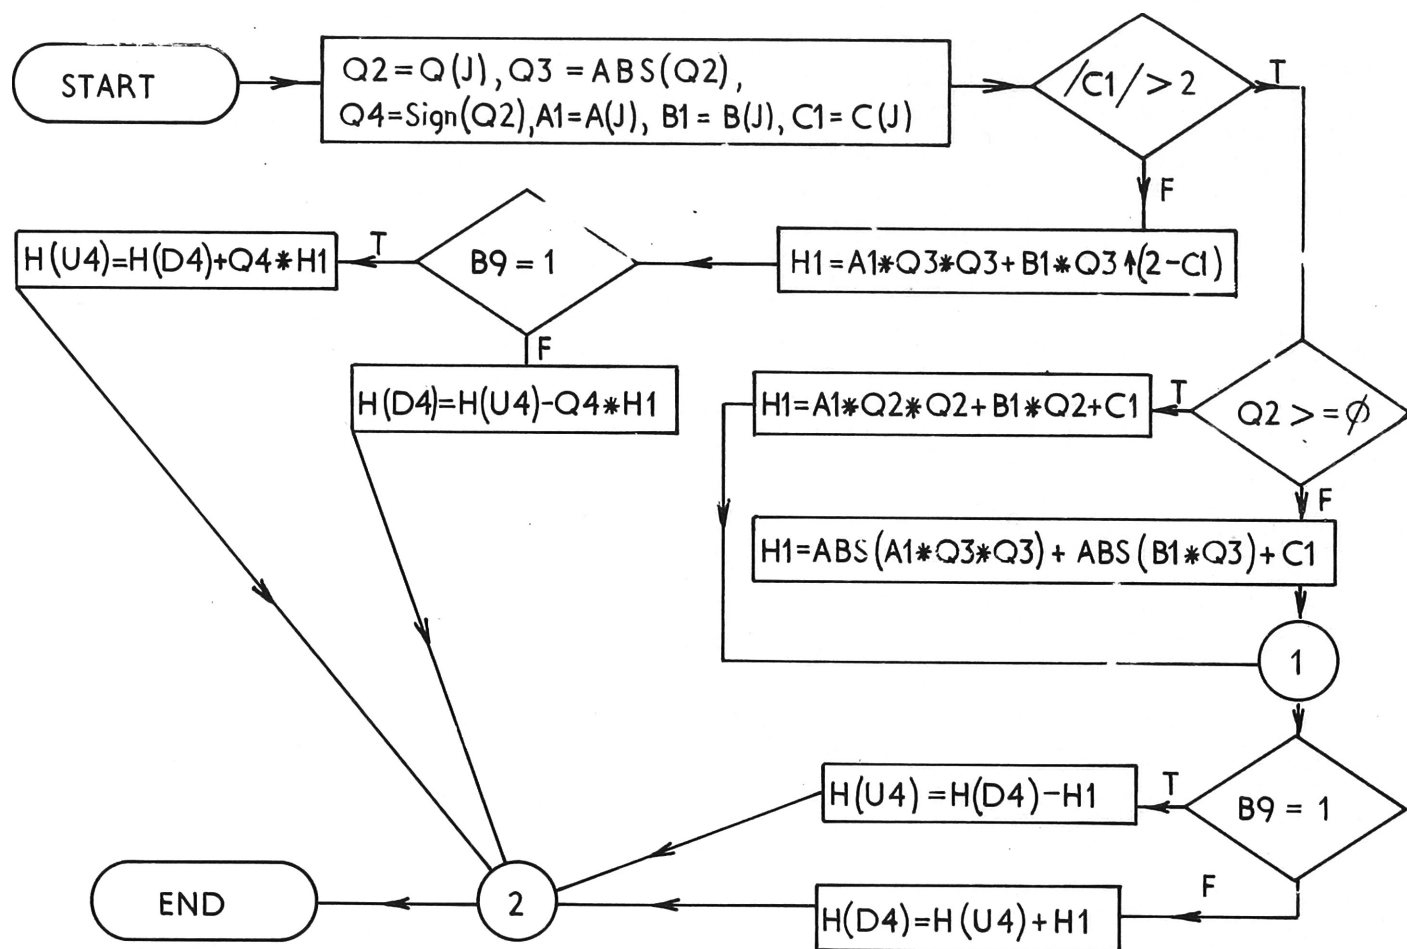 START
Q2=Q(J), Q3 =ABS(Q2),
Q4=Sign(Q2),A1=A(J), B1= B(J), C1= C(J)
/C1/>2
T
F
H(U4)=H(D4)+Q4*H1
T
B9=1
H1=A1*Q3*Q3+B1*Q3↑(2-C1)
F
H(D4)=H(U4)-Q4*H1
H1=A1*Q2*Q2+B1*Q2+C1
T
Q2 >=ϕ
F
H1=ABS(A1*Q3*Q3)+ ABS(B1*Q3)+C1
1
H(U4)=H(D4)-H1
T
B9 = 1
F
END
2
H(D4)=H(U4)+H1